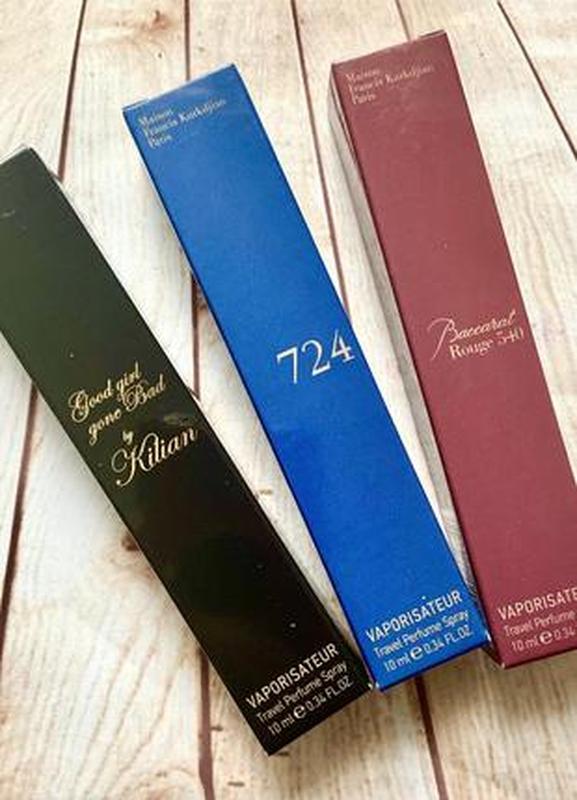 Good girl
gone Bad
by
Kilian
VAPORISATEUR
Travel Perfume Spray
10 ml e 0.34 FL.OZ.
Maison
Francis Kurkdjian
Paris
724
VAPORISATEUR
Travel Perfume Spray
10 ml e 0.34 FL.OZ.
Maison
Francis Kurkdjian
Paris
Baccarat
Rouge 540
VAPORISATE
Travel Perfume
10 ml e 0.34